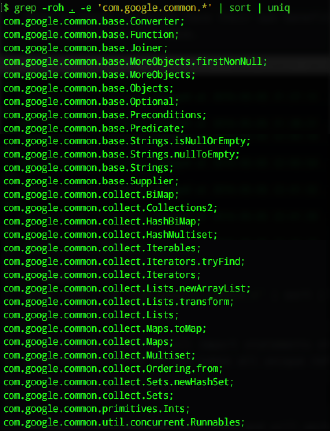 $ grep -roh . -e 'com.google.common.*' | sort | uniq
com.google.common.base.Converter;
com.google.common.base.Function;
com.google.common.base.Joiner;
com.google.common.base.MoreObjects.firstNonNull;
com.google.common.base.MoreObjects;
com.google.common.base.Objects;
com.google.common.base.Optional;
com.google.common.base.Preconditions;
com.google.common.base.Predicate;
com.google.common.base.Strings.isNullOrEmpty;
com.google.common.base.Strings.nullToEmpty;
com.google.common.base.Strings;
com.google.common.base.Supplier;
com.google.common.collect.BiMap;
com.google.common.collect.Collections2;
com.google.common.collect.HashBiMap;
com.google.common.collect.HashMultiset;
com.google.common.collect.Iterables;
com.google.common.collect.Iterators.tryFind;
com.google.common.collect.Iterators;
com.google.common.collect.Lists.newArrayList;
com.google.common.collect.Lists.transform;
com.google.common.collect.Lists;
com.google.common.collect.Maps.toMap;
com.google.common.collect.Maps;
com.google.common.collect.Multiset;
com.google.common.collect.Ordering.from;
com.google.common.collect.Sets.newHashSet;
com.google.common.collect.Sets;
com.google.common.primitives.Ints;
com.google.common.util.concurrent.Runnables;